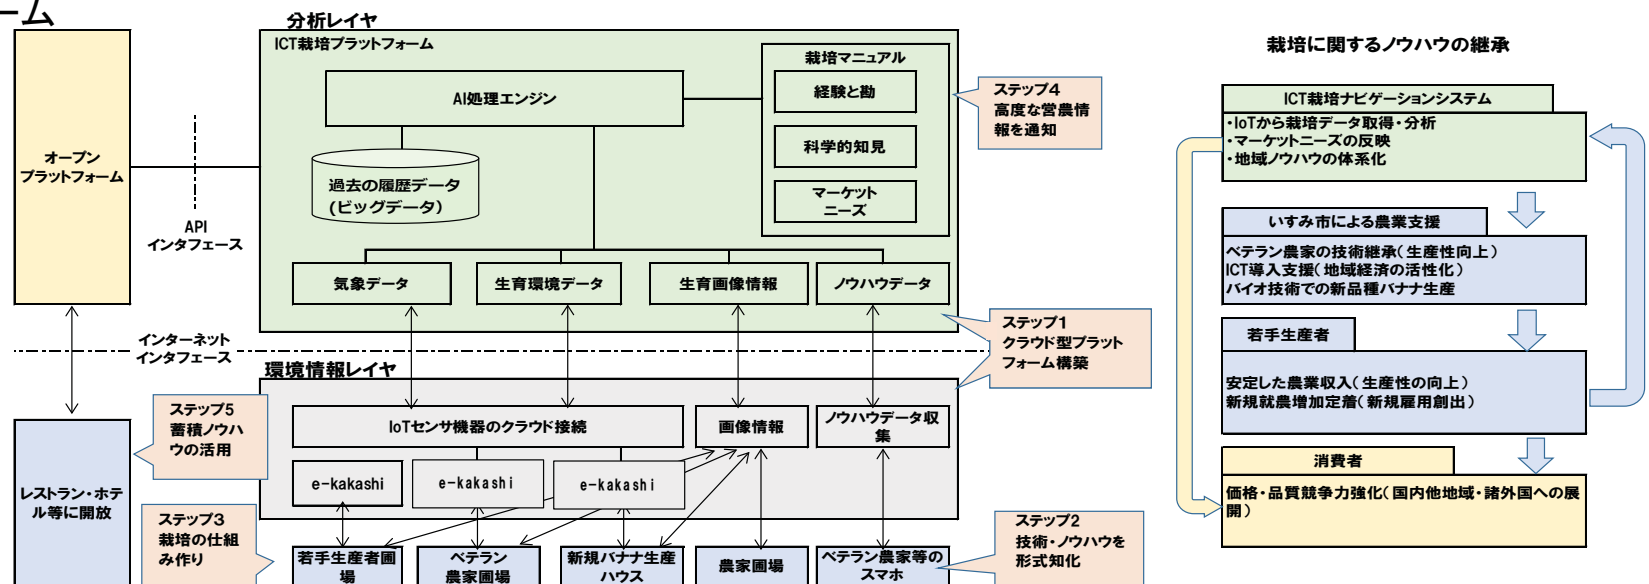 ーム
分析レイヤ
ICT栽培プラットフォーム
AI処理エンジン
過去の履歴データ
(ビッグデータ)
栽培マニュアル
経験と勘
科学的知見
マーケット
ニーズ
ステップ4
高度な営農情
報を通知
オープン
プラットフォーム
API
インタフェース
気象データ
生育環境データ
生育画像情報
ノウハウデータ
インターネット
インタフェース
ステップ1
クラウド型プラット
フォーム構築
環境情報レイヤ
IoTセンサ機器のクラウド接続
画像情報
ノウハウデータ収
集
e-kakashi
e-kakashi
e-kakashi
ステップ5
蓄積ノウハ
ウの活用
レストラン・ホテ
ル等に開放
ステップ3
栽培の仕組
み作り
若手生産者圃
場
ベテラン
農家圃場
新規バナナ生産
ハウス
農家圃場
ベテラン農家等の
スマホ
ステップ2
技術・ノウハウを
形式知化
栽培に関するノウハウの継承
ICT栽培ナビゲーションシステム
・IoTから栽培データ取得・分析
・マーケットニーズの反映
・地域ノウハウの体系化
いすみ市による農業支援
ベテラン農家の技術継承(生産性向上)
ICT導入支援(地域経済の活性化)
バイオ技術での新品種バナナ生産
若手生産者
安定した農業収入(生産性の向上)
新規就農増加定着(新規雇用創出)
消費者
価格・品質競争力強化(国内他地域・諸外国への展
開)